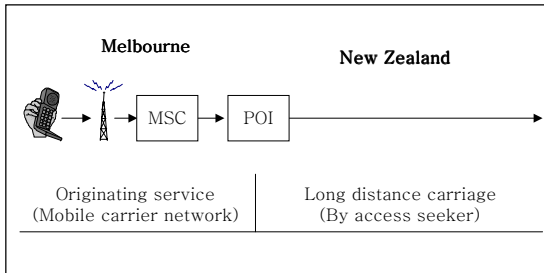 Melbourne
New Zealand
MSC
POI
Originating service
(Mobile carrier network)
Long distance carriage
(By access seeker)